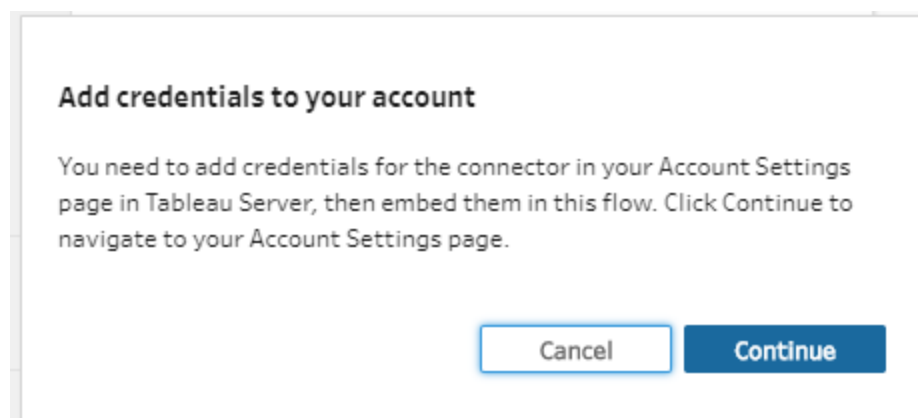 Add credentials to your account
You need to add credentials for the connector in your Account Settings
page in Tableau Server, then embed them in this flow. Click Continue to
navigate to your Account Settings page.
Cancel
Continue